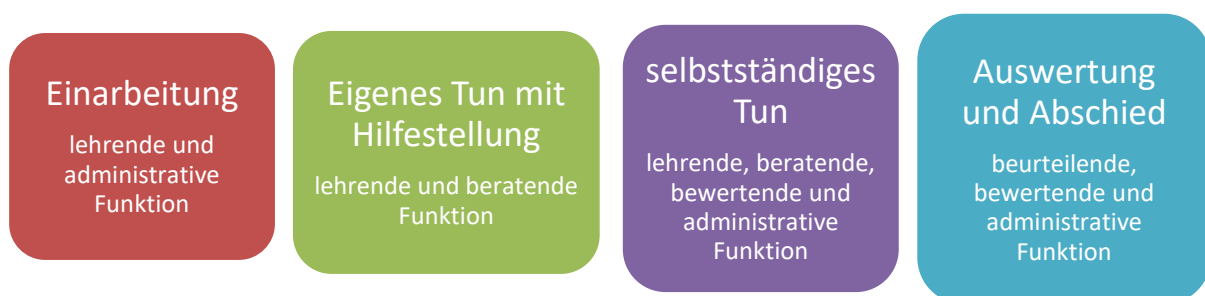 Einarbeitung
lehrende und
administrative
Funktion
Eigenes Tun mit
Hilfestellung
lehrende und beratende
Funktion
selbstständiges
Tun
lehrende, beratende,
bewertende und
administrative
Funktion
Auswertung
und Abschied
beurteilende,
bewertende und
administrative
Funktion